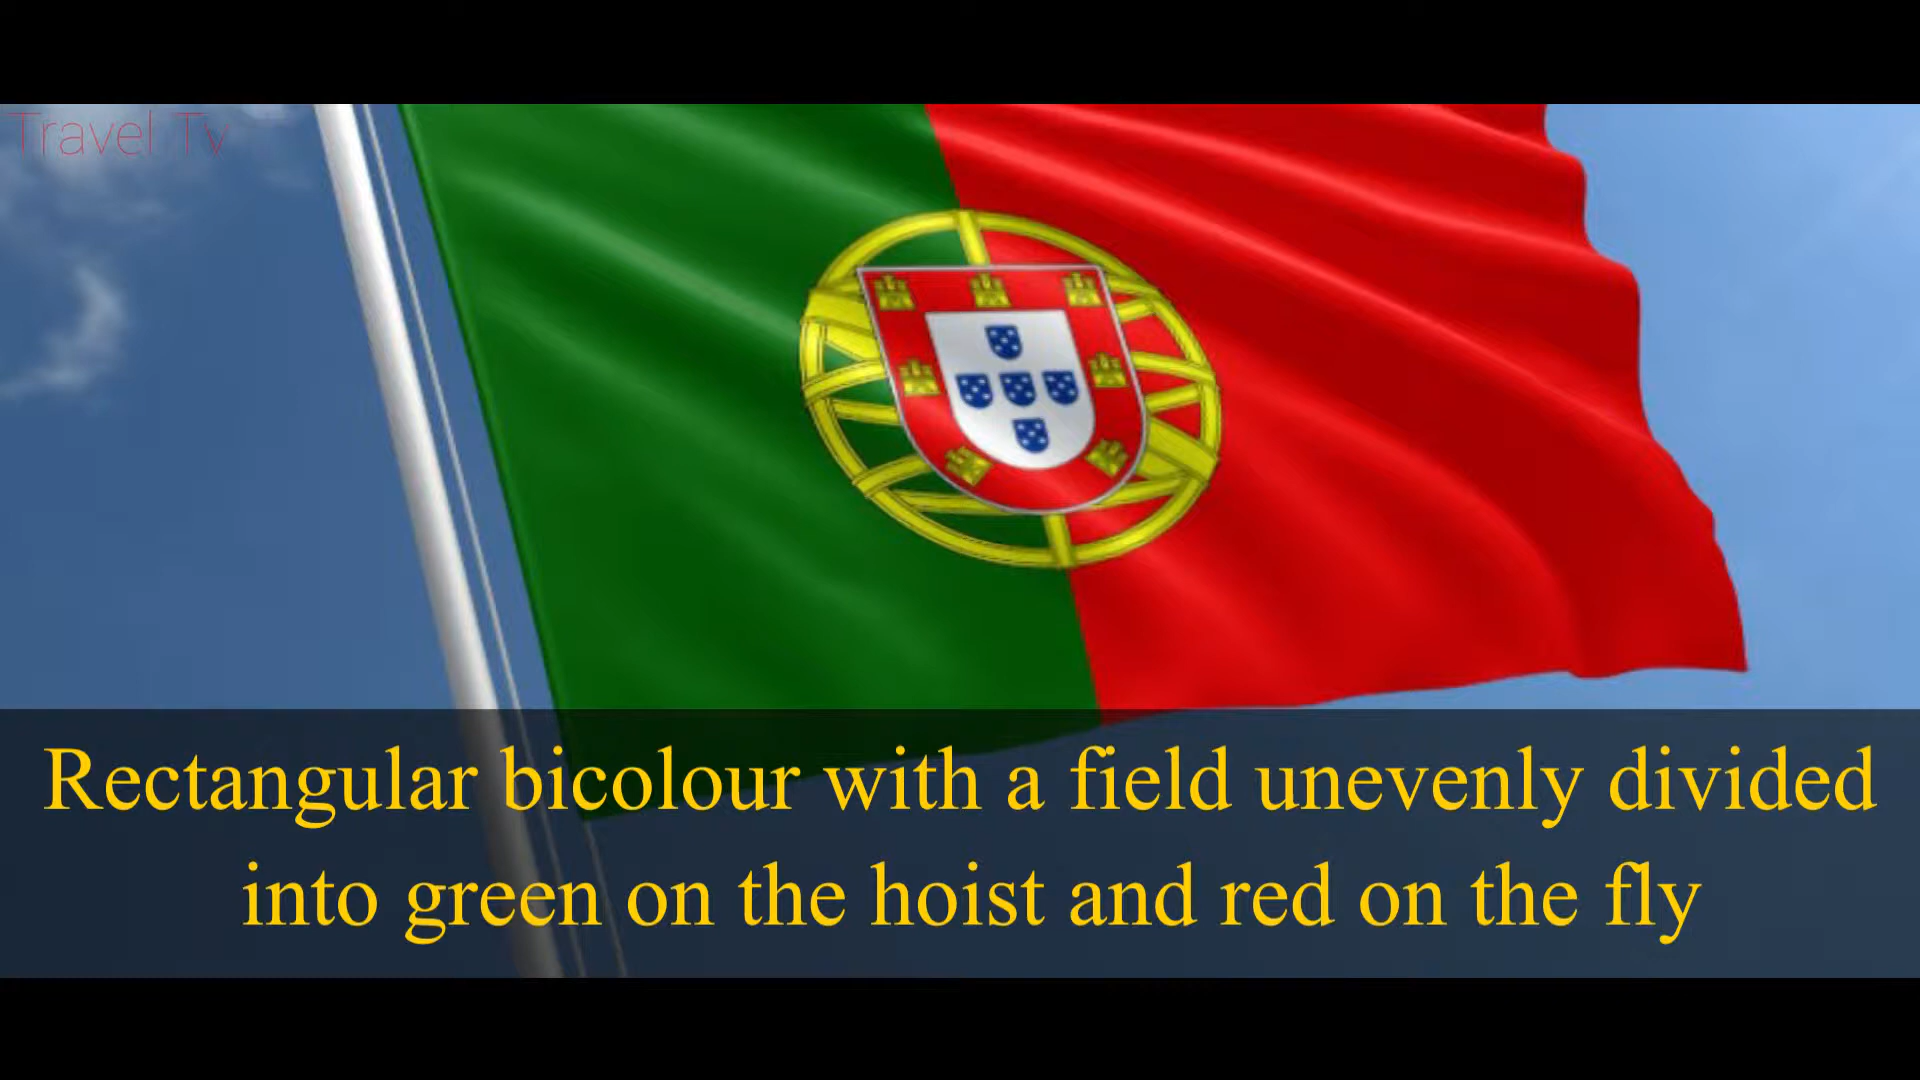 Travel Tv
Rectangular bicolour with a field unevenly divided
into green on the hoist and red on the fly